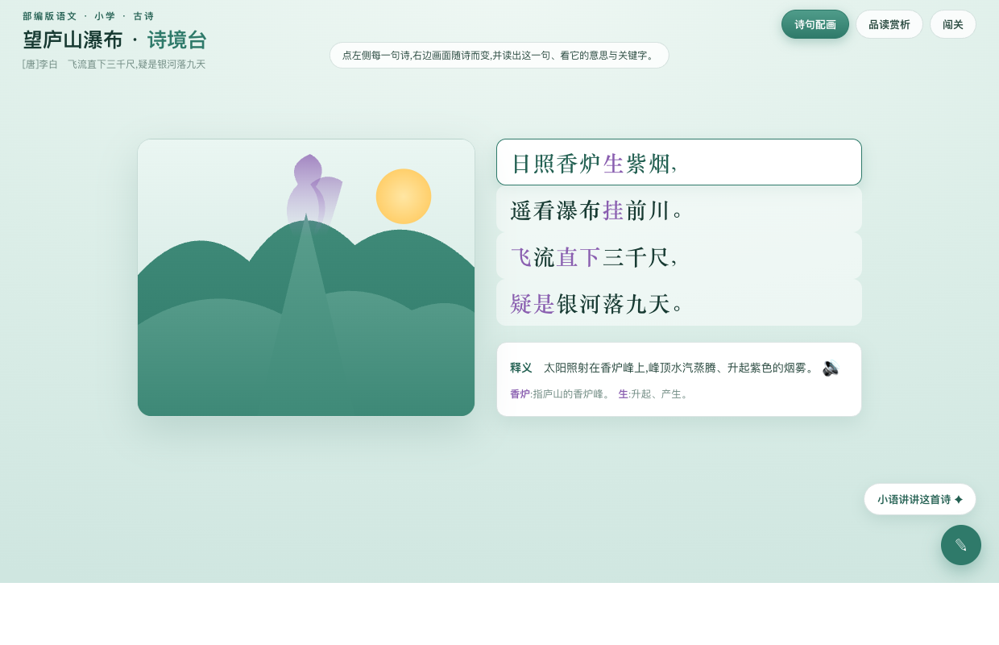 部编版语文 · 小学 · 古诗
望庐山瀑布 · 诗境台
[唐]李白 飞流直下三千尺,疑是银河落九天
诗句配画
品读赏析
闯关
点左侧每一句诗,右边画面随诗而变,并读出这一句、看它的意思与关键字。
日照香炉生紫烟,
遥看瀑布挂前川。
飞流直下三千尺,
疑是银河落九天。
释义 太阳照射在香炉峰上,峰顶水汽蒸腾、升起紫色的烟雾。
香炉:指庐山的香炉峰。 生:升起、产生。
小语讲讲这首诗 ✦